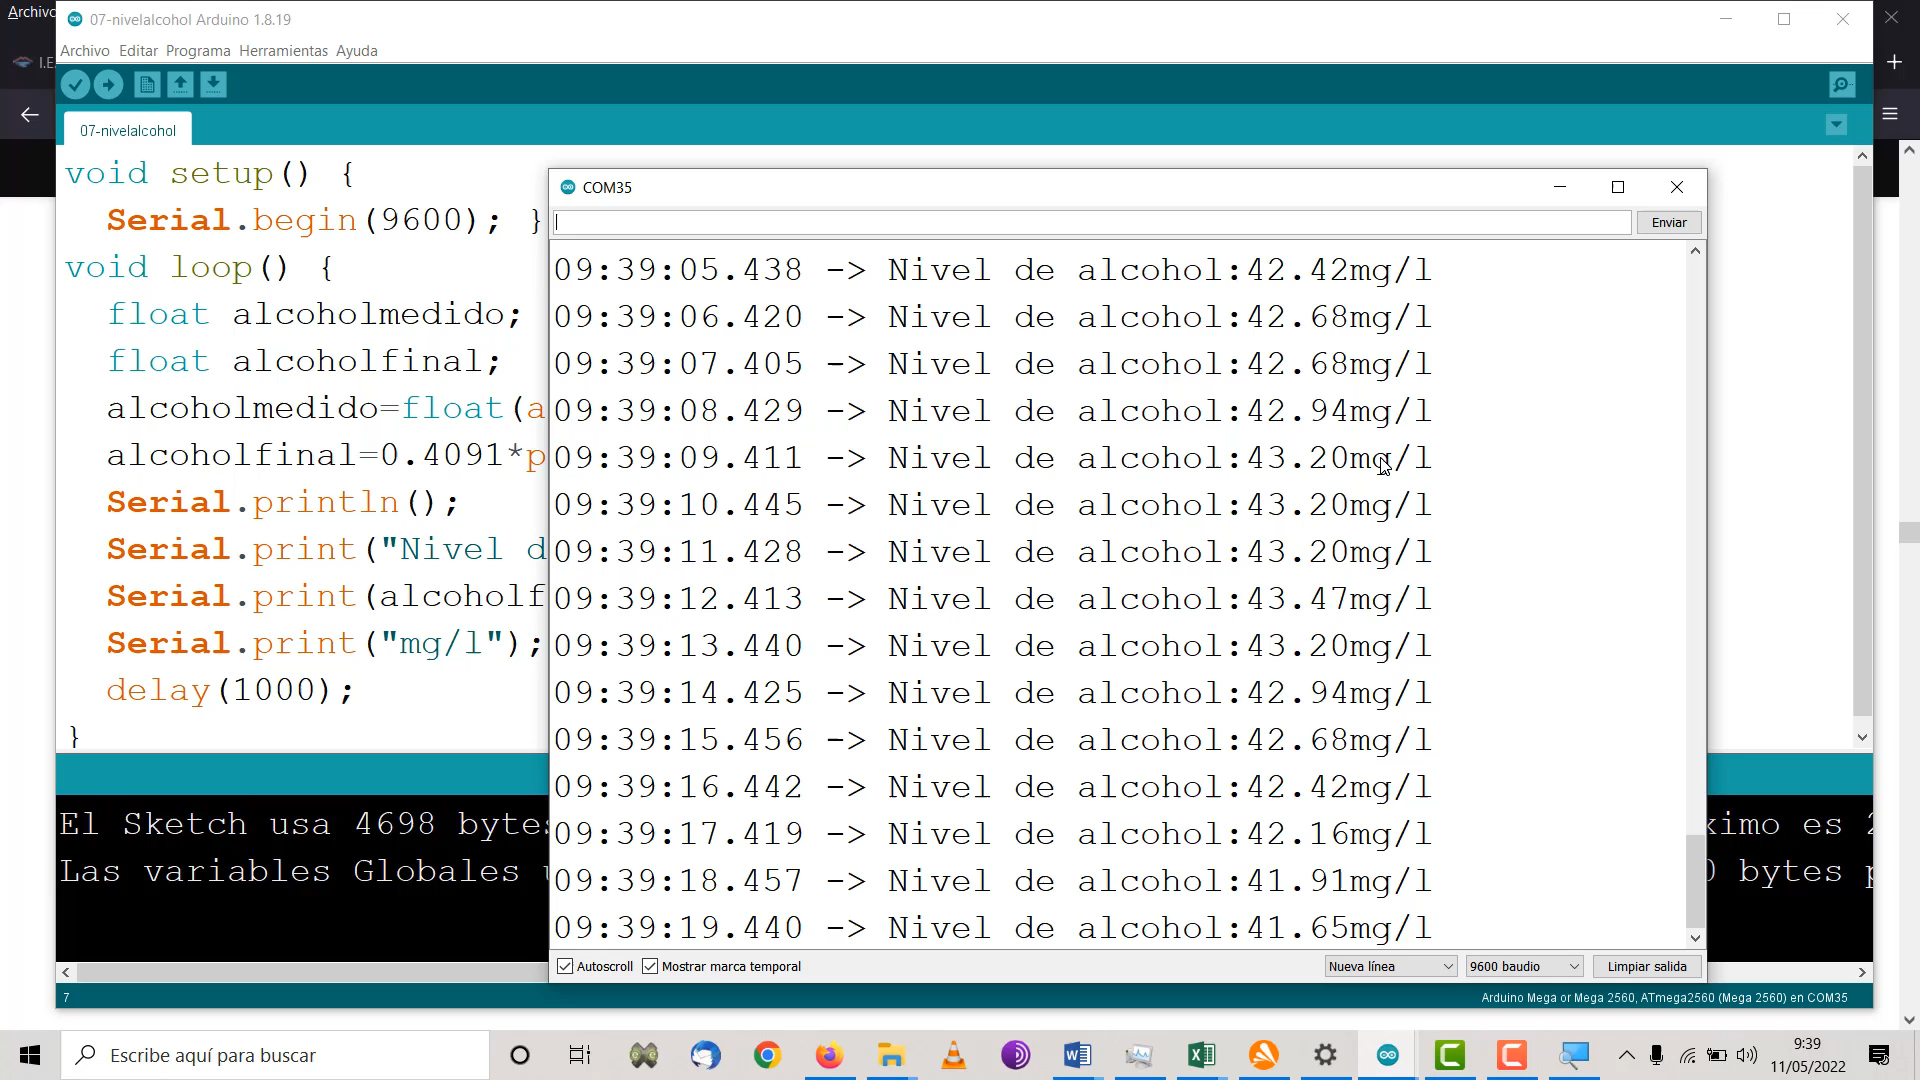 Archivo
07-nivelalcohol Arduino 1.8.19
I.E
Archivo Editar Programa Herramientas Ayuda
07-nivelalcohol
void setup() {
Serial.begin(9600); }
void loop() {
float alcoholmedido;
float alcoholfinal;
alcoholmedido=float(a
alcoholfinal=0.4091*p
Serial.println();
Serial.print("Nivel d
Serial.print(alcoholf
Serial.print("mg/l");
delay(1000);
}
COM35
Enviar
09:39:05.438 -> Nivel de alcohol:42.42mg/l
09:39:06.420 -> Nivel de alcohol:42.68mg/l
09:39:07.405 -> Nivel de alcohol:42.68mg/l
09:39:08.429 -> Nivel de alcohol:42.94mg/l
09:39:09.411 -> Nivel de alcohol:43.20mg/l
09:39:10.445 -> Nivel de alcohol:43.20mg/l
09:39:11.428 -> Nivel de alcohol:43.20mg/l
09:39:12.413 -> Nivel de alcohol:43.47mg/l
09:39:13.440 -> Nivel de alcohol:43.20mg/l
09:39:14.425 -> Nivel de alcohol:42.94mg/l
09:39:15.456 -> Nivel de alcohol:42.68mg/l
09:39:16.442 -> Nivel de alcohol:42.42mg/l
09:39:17.419 -> Nivel de alcohol:42.16mg/l
09:39:18.457 -> Nivel de alcohol:41.91mg/l
09:39:19.440 -> Nivel de alcohol:41.65mg/l
Autoscroll Mostrar marca temporal Nueva línea 9600 baudio Limpiar salida
El Sketch usa 4698 bytes ximo es 2
Las variables Globales ) bytes p
7 Arduino Mega or Mega 2560, ATmega2560 (Mega 2560) en COM35
Escribe aquí para buscar
9:39
11/05/2022